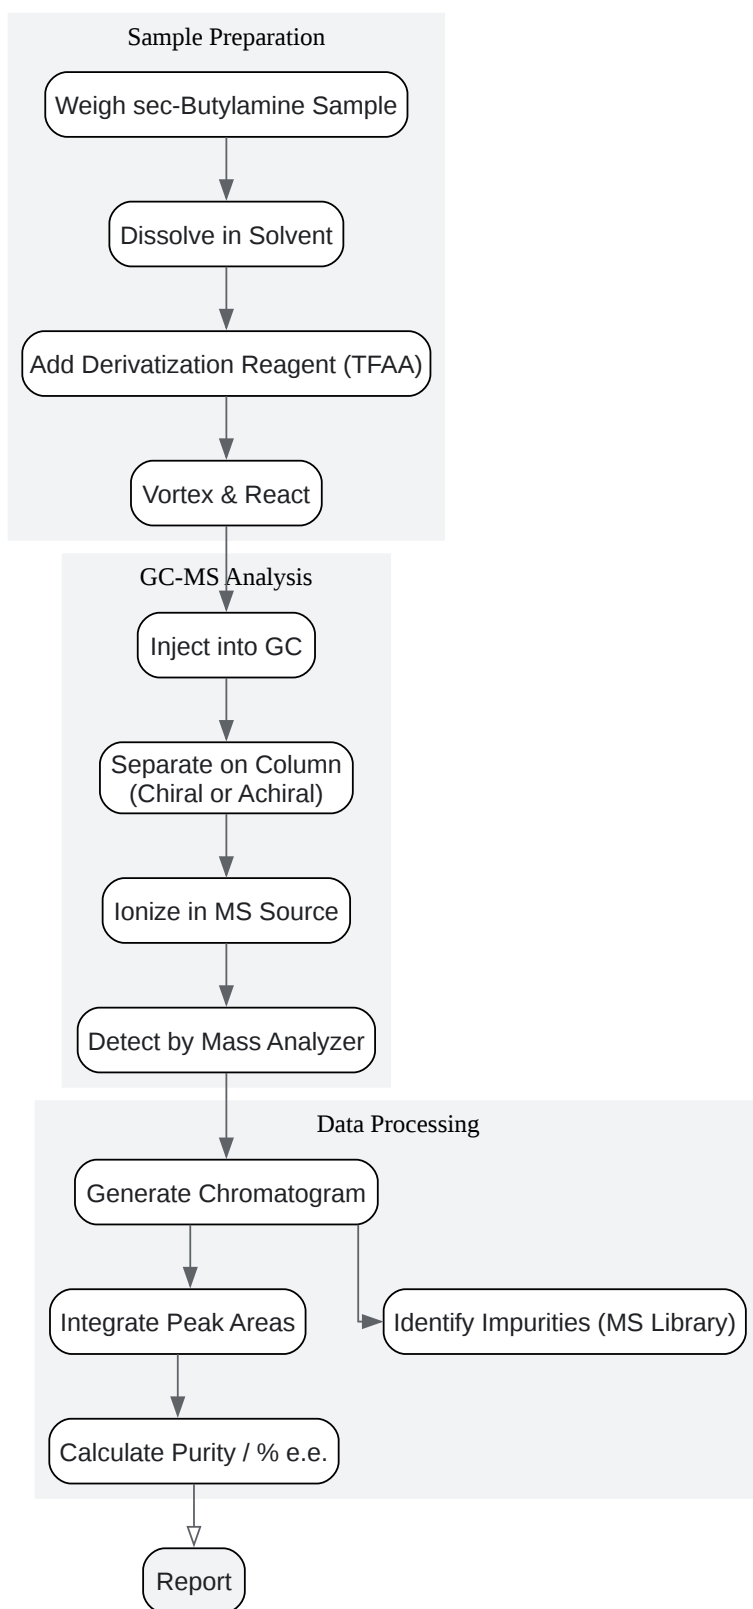 Sample Preparation
Weigh sec-Butylamine Sample
Dissolve in Solvent
Add Derivatization Reagent (TFAA)
Vortex & React
GC-MS Analysis
Inject into GC
Separate on Column
(Chiral or Achiral)
Ionize in MS Source
Detect by Mass Analyzer
Data Processing
Generate Chromatogram
Integrate Peak Areas
Identify Impurities (MS Library)
Calculate Purity / % e.e.
Report